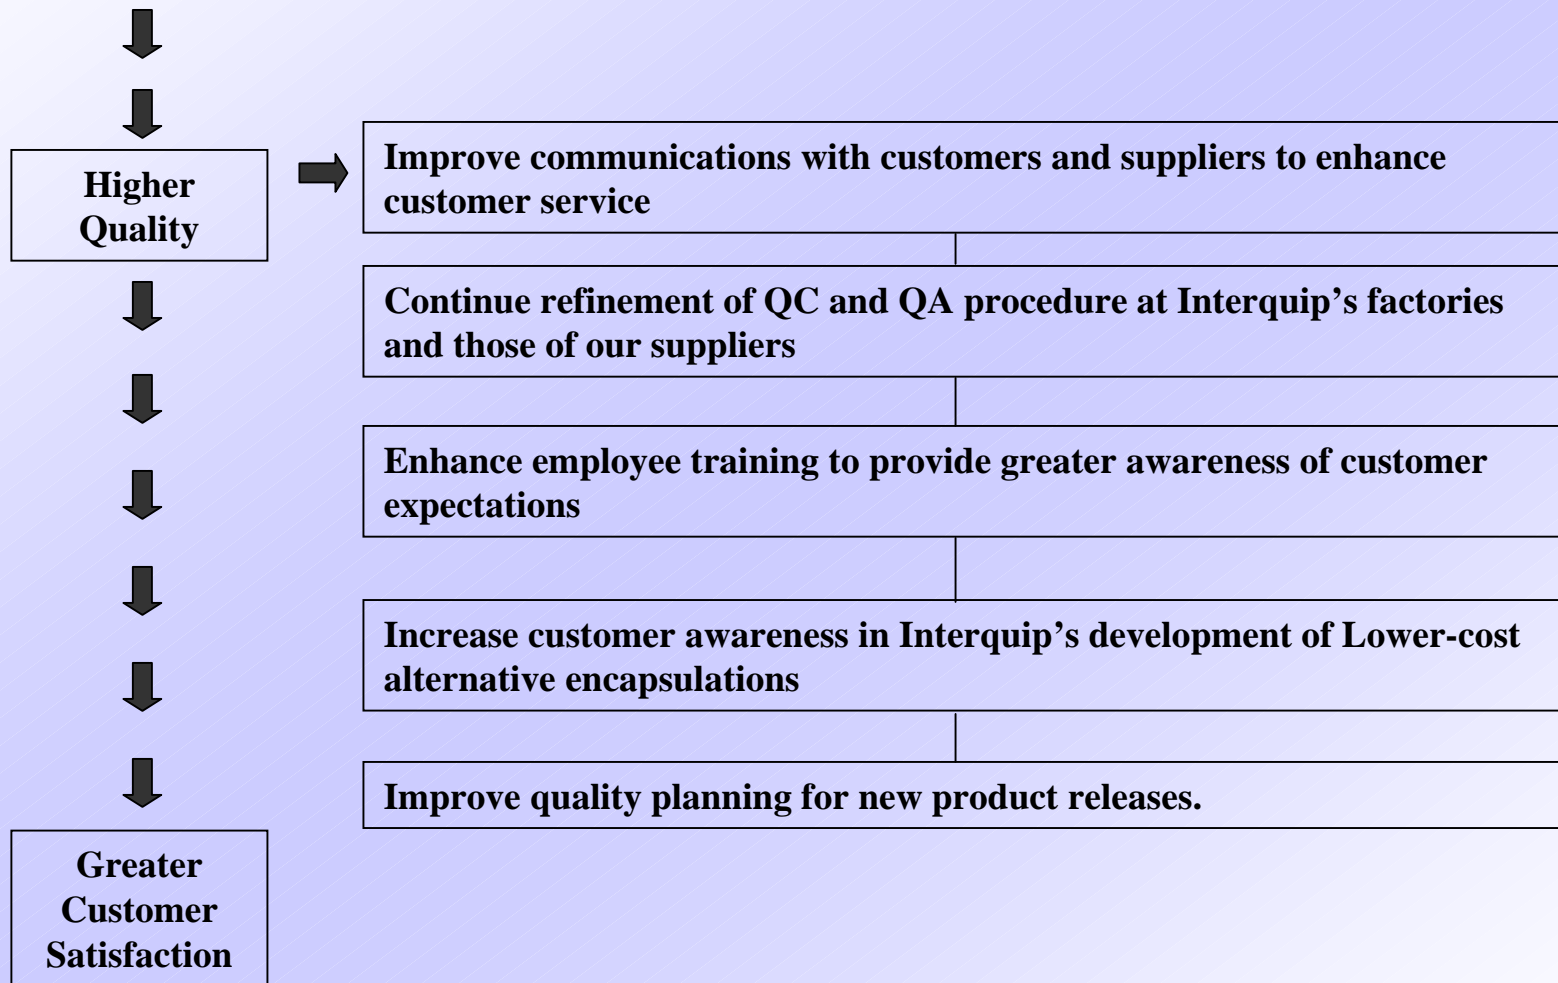 Higher
Quality
Improve communications with customers and suppliers to enhance
customer service
Continue refinement of QC and QA procedure at Interquip’s factories
and those of our suppliers
Enhance employee training to provide greater awareness of customer
expectations
Increase customer awareness in Interquip’s development of Lower-cost
alternative encapsulations
Improve quality planning for new product releases.
Greater
Customer
Satisfaction